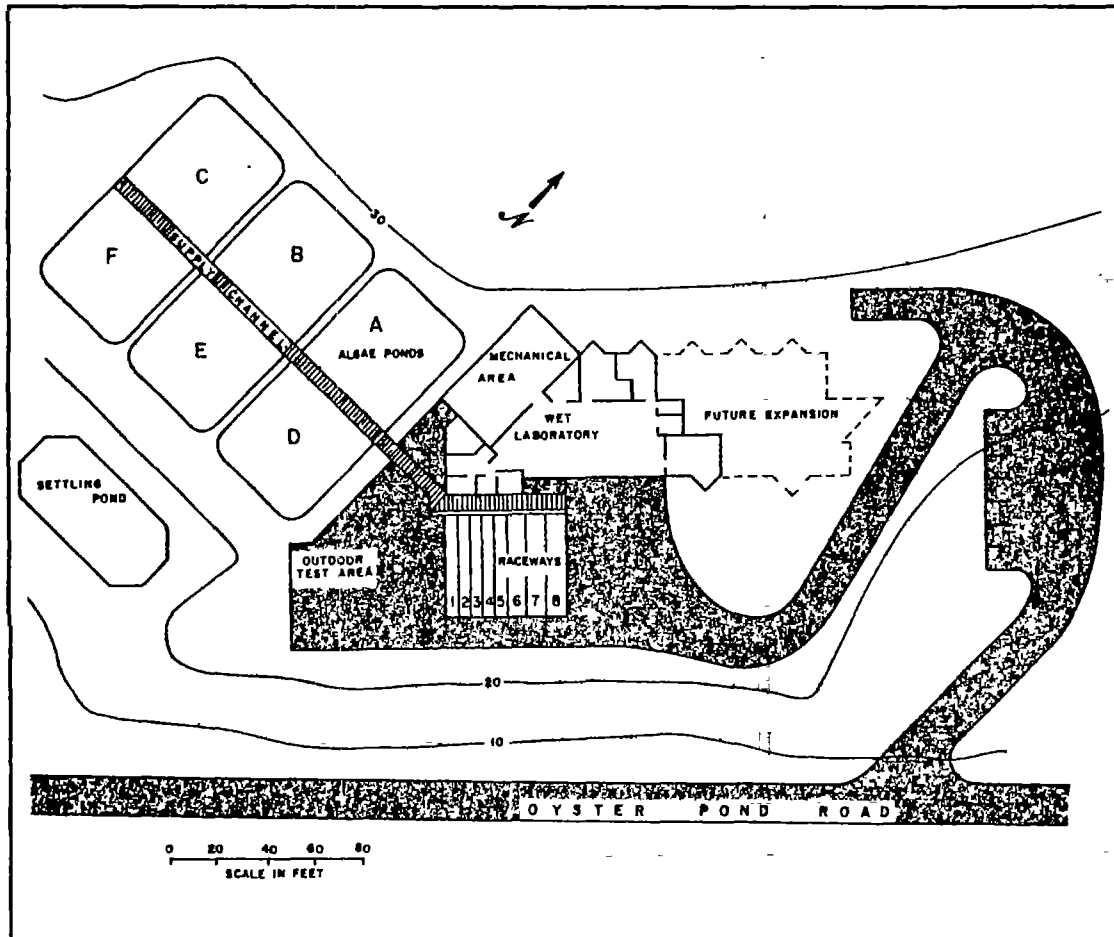 C
30
N
F
SUPPLY CHANNEL
B
A
ALGAE PONDS
E
MECHANICAL
AREA
WET
LABORATORY
FUTURE EXPANSION
D
SETTLING
POND
OUTDOOR
TEST AREA
RACEWAYS
1 2 3 4 5 6 7 8
20
10
OYSTER POND ROAD
0 20 40 60 80
SCALE IN FEET